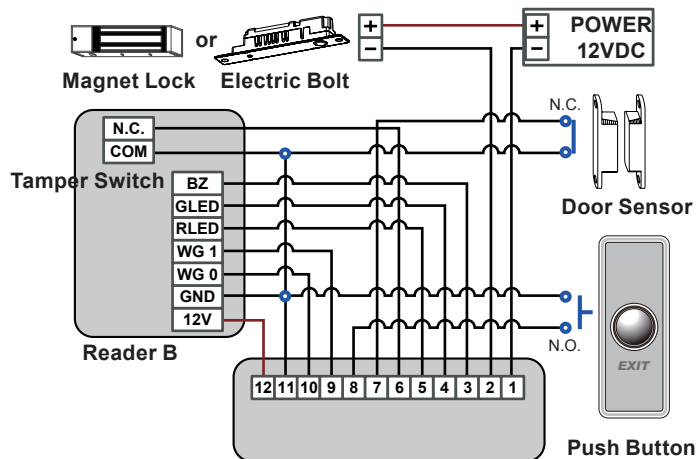 + + POWER
− − 12VDC
or
Magnet Lock Electric Bolt
N.C.
N.C.
COM
Tamper Switch
BZ
GLED
RLED
WG 1
WG 0
GND
12V
Reader B
Door Sensor
N.O.
EXIT
12 11 10 9 8 7 6 5 4 3 2 1
Push Button